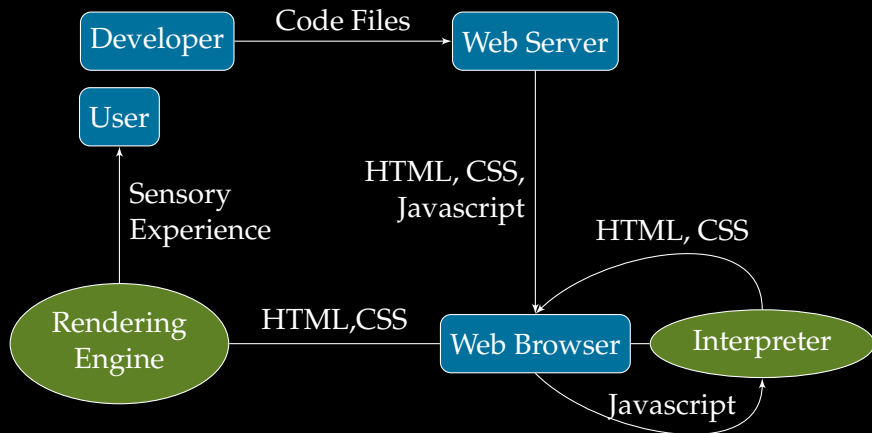 Developer
Code Files
Web Server
User
HTML, CSS,
Javascript
Sensory
Experience
HTML, CSS
Rendering
Engine
HTML,CSS
Web Browser
Interpreter
Javascript